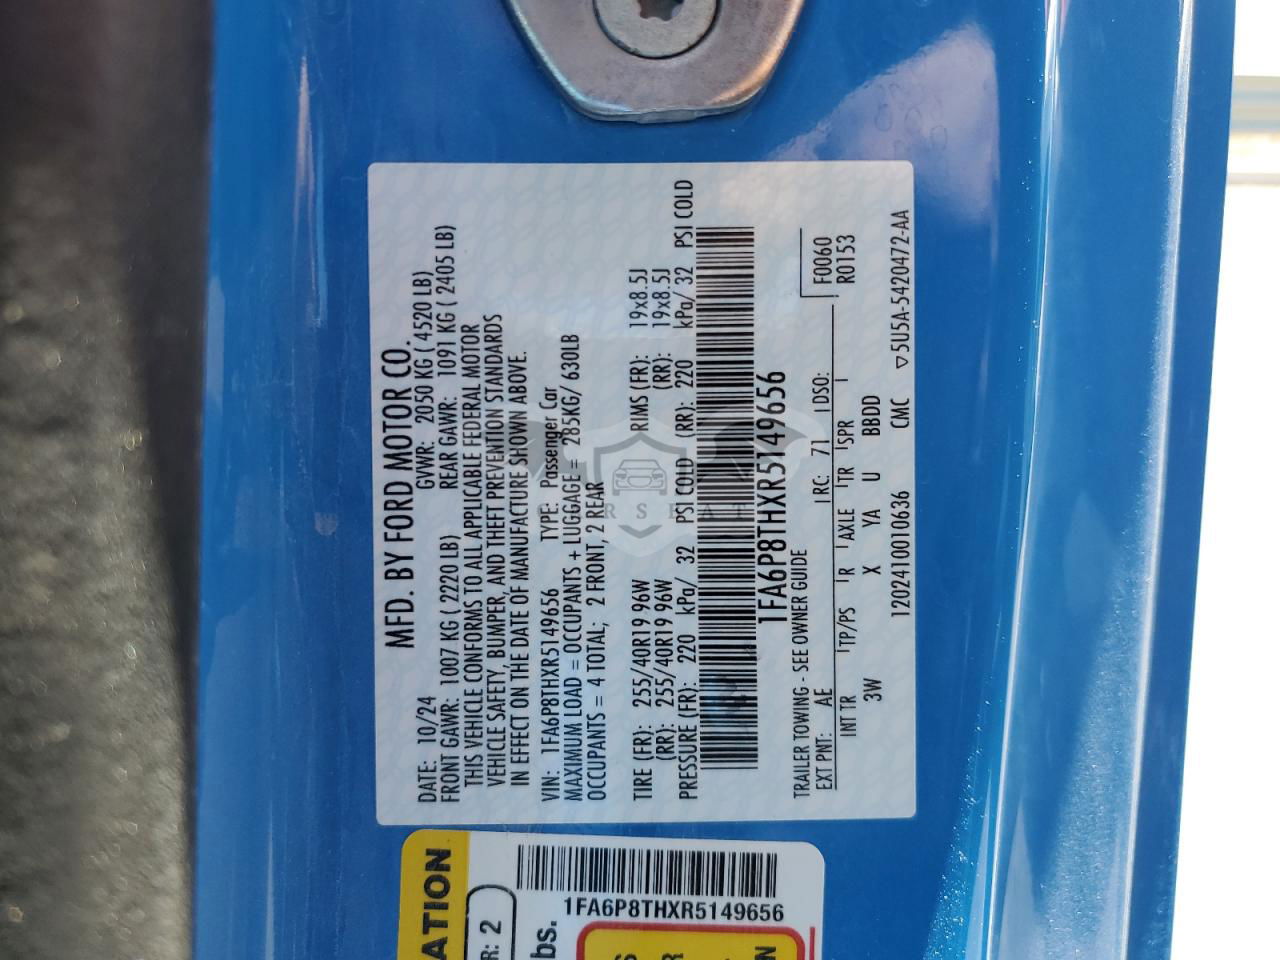 MFD. BY FORD MOTOR CO.
DATE: 10/24 GVWR: 2050 KG ( 4520 LB)
FRONT GAWR: 1007 KG ( 2220 LB) REAR GAWR: 1091 KG ( 2405 LB)
THIS VEHICLE CONFORMS TO ALL APPLICABLE FEDERAL MOTOR
VEHICLE SAFETY, BUMPER, AND THEFT PREVENTION STANDARDS
IN EFFECT ON THE DATE OF MANUFACTURE SHOWN ABOVE.
VIN: 1FA6P8THXR5149656 TYPE: Passenger Car
MAXIMUM LOAD = OCCUPANTS + LUGGAGE = 285KG/ 630LB
OCCUPANTS = 4 TOTAL; 2 FRONT, 2 REAR
TIRE (FR): 255/40R19 96W RIMS (FR): 19x8.5J
(RR): 255/40R19 96W (RR): 19x8.5J
PRESSURE (FR): 220 kPa/ 32 PSI COLD (RR): 220 kPa/ 32 PSI COLD
1FA6P8THXR5149656
TRAILER TOWING - SEE OWNER GUIDE
EXT PNT: AE RC: 71 DSO: F0060
R0153
INT TR TP/PS R AXLE TR SPR
3W X YA U BBDD
120241001063б CMC ▽5U5A-5420472-AA
ATION
R: 2
bs.
1FA6P8THXR5149656